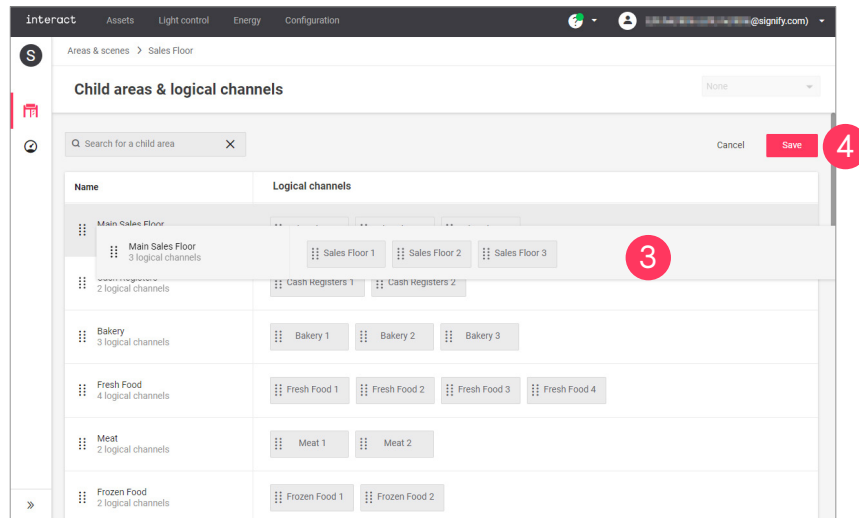 interact Assets Light control Energy Configuration ? @signify.com)
S
Areas & scenes > Sales Floor
Child areas & logical channels
None
Search for a child area
Cancel Save 4
Name Logical channels
Main Sales Floor
Main Sales Floor
3 logical channels
Sales Floor 1 Sales Floor 2 Sales Floor 3
3
Cash Registers
2 logical channels
Cash Registers 1 Cash Registers 2
Bakery
3 logical channels
Bakery 1 Bakery 2 Bakery 3
Fresh Food
4 logical channels
Fresh Food 1 Fresh Food 2 Fresh Food 3 Fresh Food 4
Meat
2 logical channels
Meat 1 Meat 2
Frozen Food
2 logical channels
Frozen Food 1 Frozen Food 2